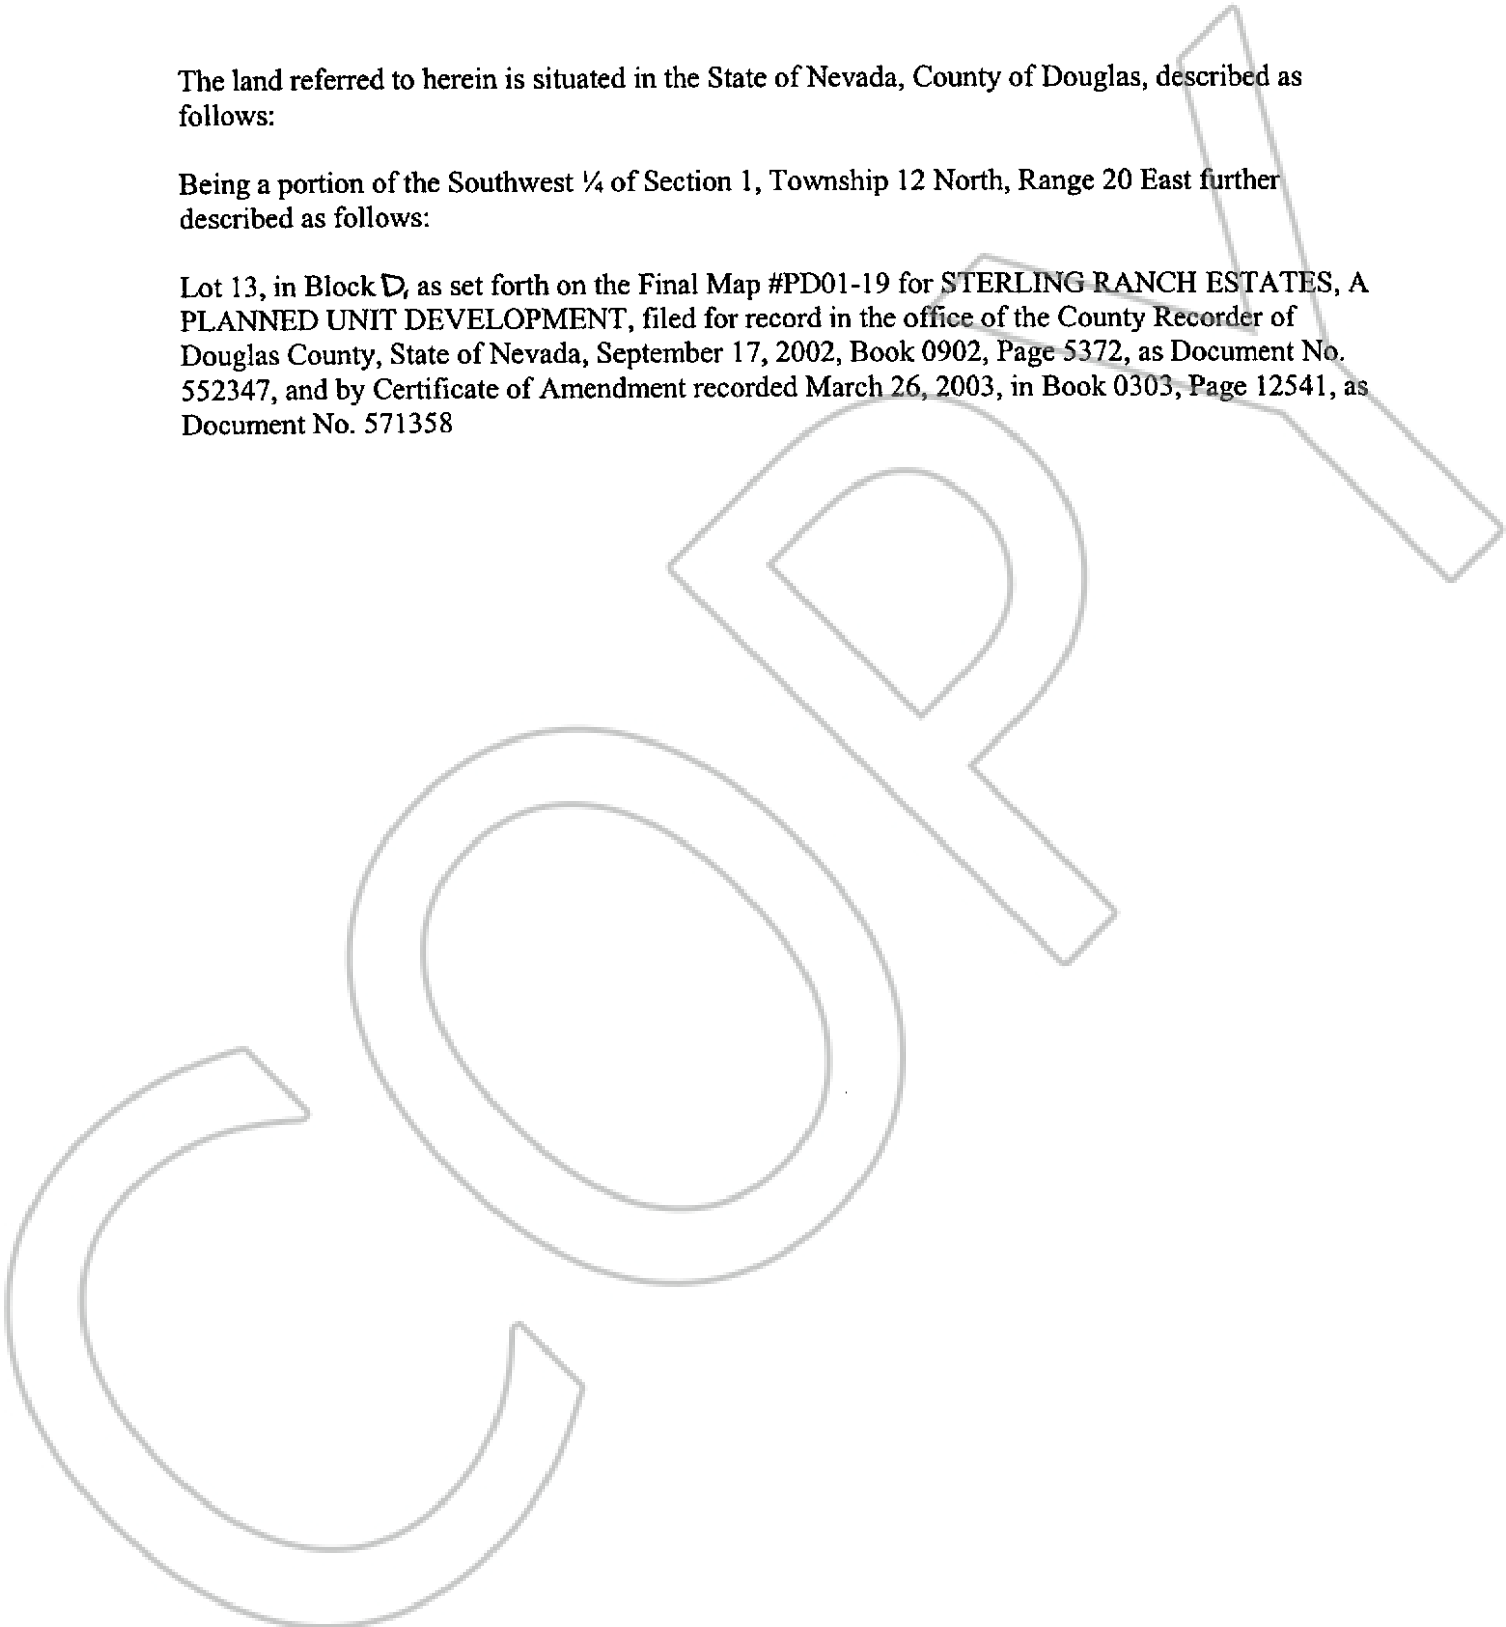 The land referred to herein is situated in the State of Nevada, County of Douglas, described as
follows:
Being a portion of the Southwest ¼ of Section 1, Township 12 North, Range 20 East further
described as follows:
Lot 13, in Block D, as set forth on the Final Map #PD01-19 for STERLING RANCH ESTATES, A
PLANNED UNIT DEVELOPMENT, filed for record in the office of the County Recorder of
Douglas County, State of Nevada, September 17, 2002, Book 0902, Page 5372, as Document No.
552347, and by Certificate of Amendment recorded March 26, 2003, in Book 0303, Page 12541, as
Document No. 571358
COPY